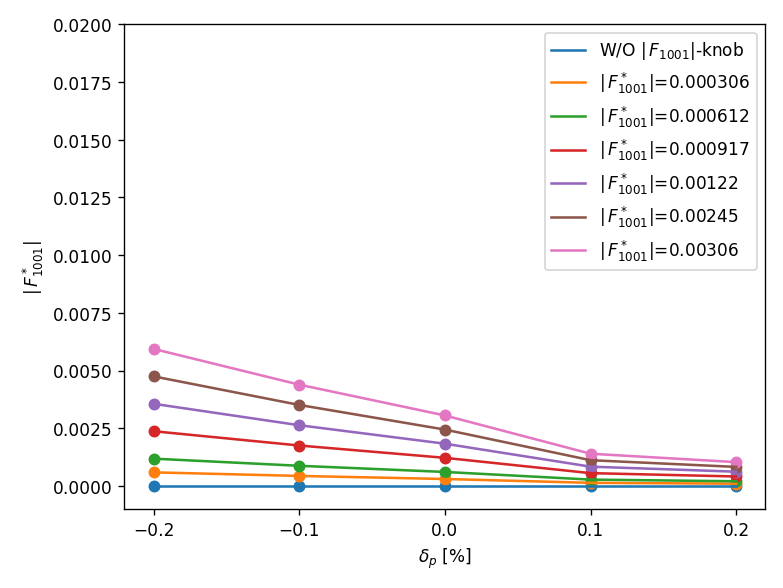 0.0200
0.0175
0.0150
0.0125
0.0100
0.0075
0.0050
0.0025
0.0000
|F*1001|
−0.2
−0.1
0.0
0.1
0.2
δp [%]
W/O |F1001|-knob
|F*1001|=0.000306
|F*1001|=0.000612
|F*1001|=0.000917
|F*1001|=0.00122
|F*1001|=0.00245
|F*1001|=0.00306